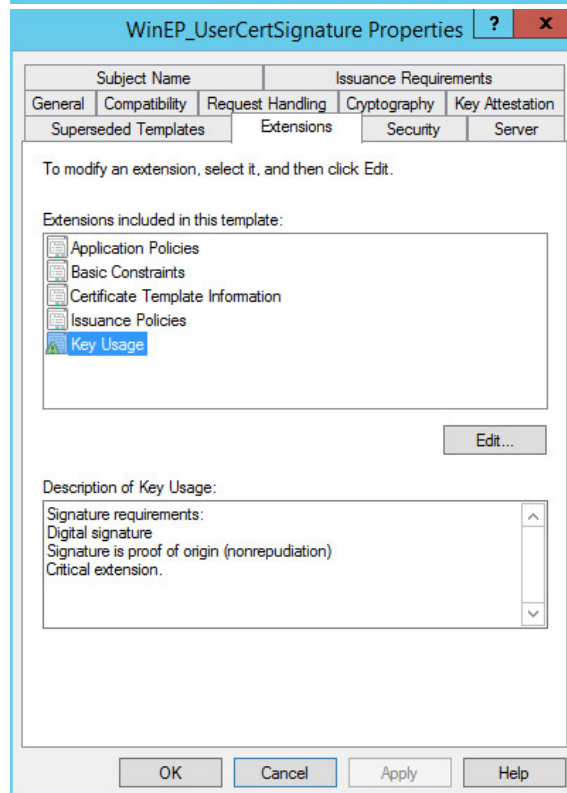 WinEP_UserCertSignature Properties
?
x
Subject Name
Issuance Requirements
General
Compatibility
Request Handling
Cryptography
Key Attestation
Superseded Templates
Extensions
Security
Server
To modify an extension, select it, and then click Edit.
Extensions included in this template:
Application Policies
Basic Constraints
Certificate Template Information
Issuance Policies
Key Usage
Edit...
Description of Key Usage:
Signature requirements:
Digital signature
Signature is proof of origin (nonrepudiation)
Critical extension.
OK
Cancel
Apply
Help